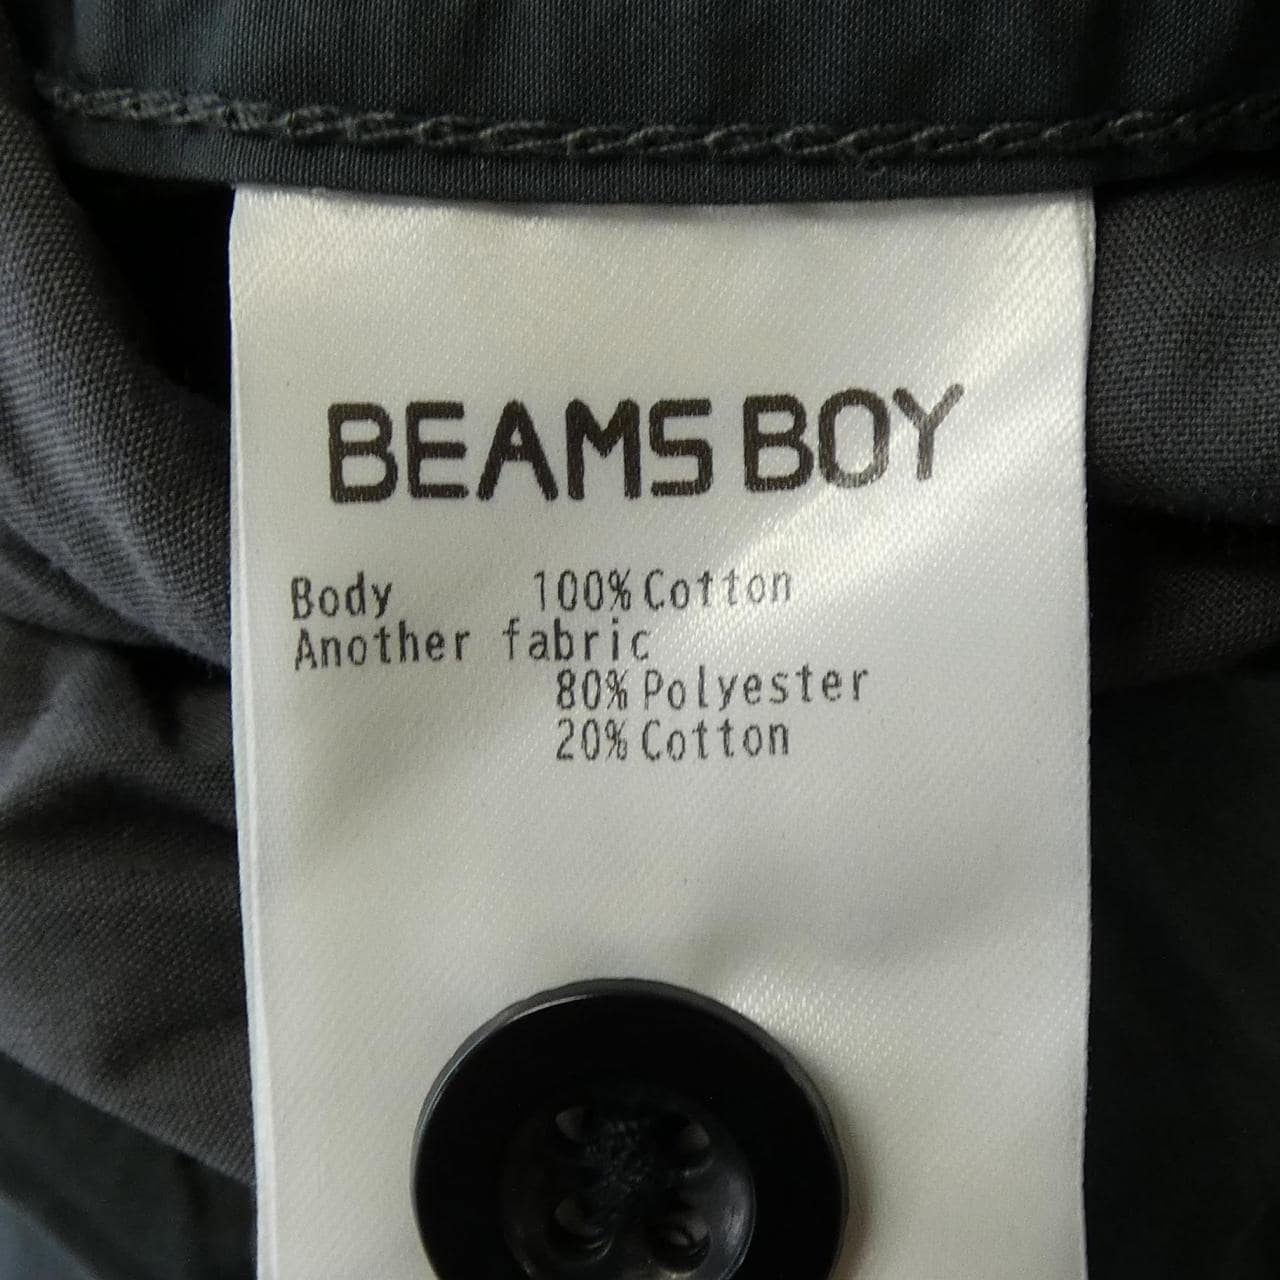 BEAMS BOY
Body 100% Cotton
Another fabric
80% Polyester
20% Cotton